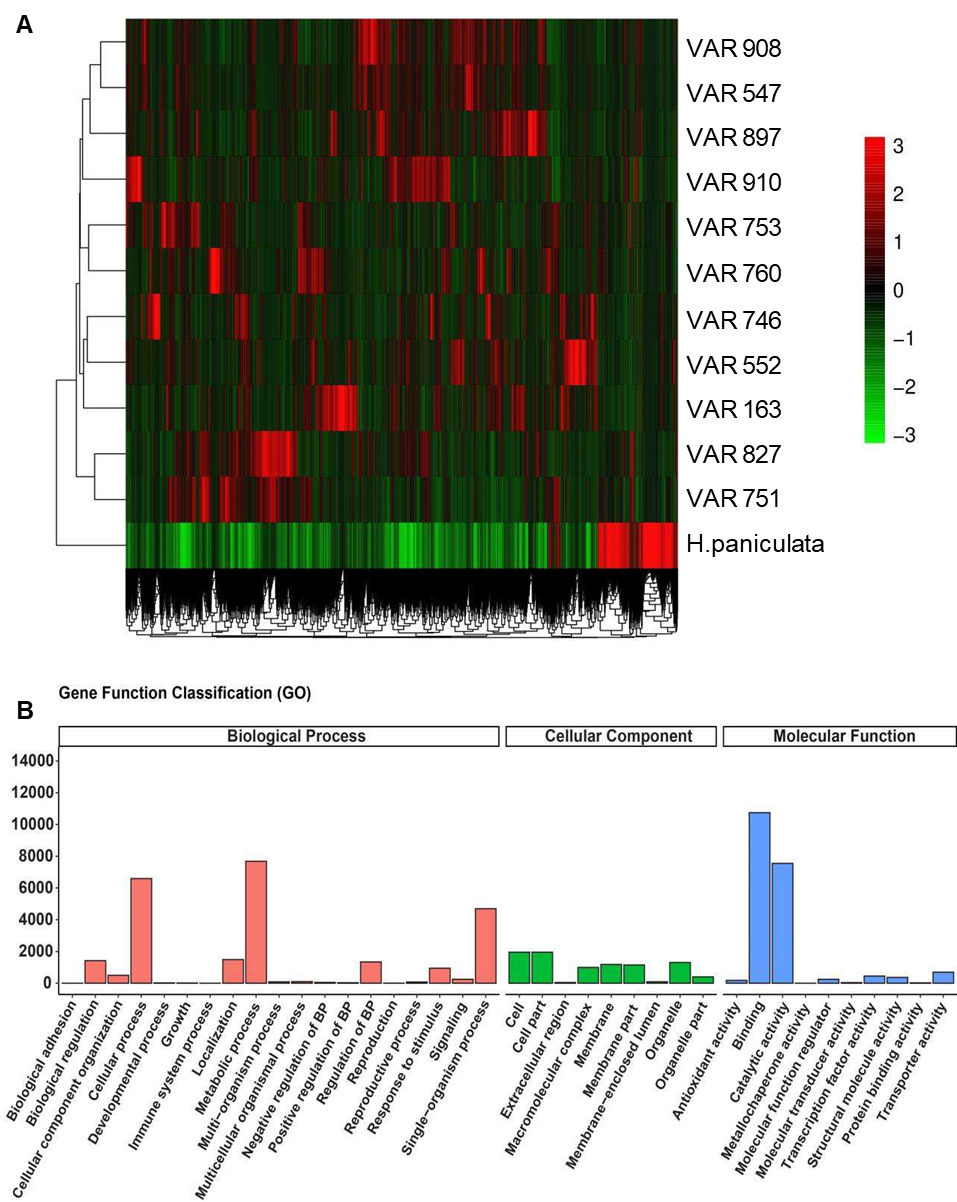 A
VAR 908
VAR 547
VAR 897
VAR 910
VAR 753
VAR 760
VAR 746
VAR 552
VAR 163
VAR 827
VAR 751
H.paniculata
3
2
1
0
−1
−2
−3
Gene Function Classification (GO)
B
Biological Process
Cellular Component
Molecular Function
14000
12000
10000
8000
6000
4000
2000
0
Biological adhesion
Biological regulation
Cellular component organization
Cellular process
Developmental process
Growth
Immune system process
Localization
Metabolic process
Multi−organism process
Multicellular organismal process
Negative regulation of BP
Positive regulation of BP
Regulation of BP
Reproduction
Reproductive process
Response to stimulus
Signaling
Single−organism process
Cell
Cell part
Extracellular region
Macromolecular complex
Membrane
Membrane part
Membrane−enclosed lumen
Organelle
Organelle part
Antioxidant activity
Binding
Catalytic activity
Metallochaperone activity
Molecular function regulator
Molecular transducer activity
Transcription factor activity
Structural molecule activity
Protein binding activity
Transporter activity